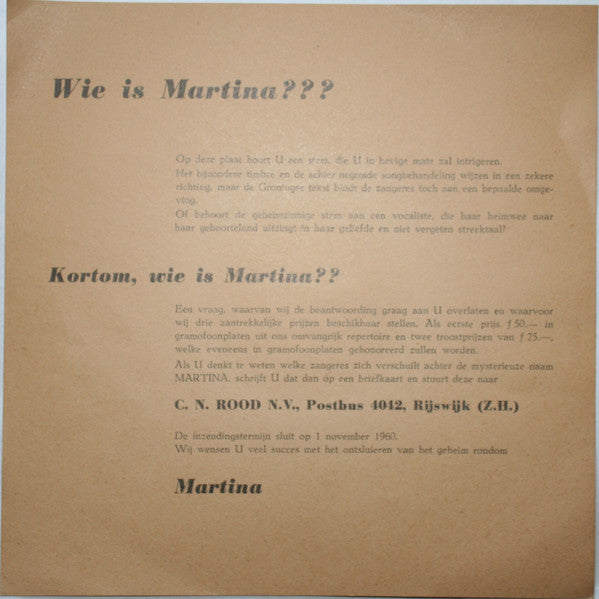 Wie is Martina???
Op deze plaat hoort U een stem, die U in hevige mate zal intrigeren.
Het bijzondere timbre en de schier negroïde songbehandeling wijzen in een zekere
richting, maar de Groningse tekst bindt de zangeres toch aan een bepaalde omge-
ving.
Of behoort de geheimzinnige stem aan een vocaliste, die haar heimwee naar
haar geboorteland uitzingt in haar geliefde en niet vergeten streektaal?
Kortom, wie is Martina??
Een vraag, waarvan wij de beantwoording graag aan U overlaten en waarvoor
wij drie aantrekkelijke prijzen beschikbaar stellen. Als eerste prijs f 50,— in
gramofoonplaten uit ons omvangrijk repertoire en twee troostprijzen van f 25,—,
welke eveneens in gramofoonplaten gehonoreerd zullen worden.
Als U denkt te weten welke zangeres zich verschuilt achter de mysterieuze naam
MARTINA, schrijft U dat dan op een briefkaart en stuurt deze naar
C. N. ROOD N.V., Postbus 4042, Rijswijk (Z.H.)
De inzendingstermijn sluit op 1 november 1960.
Wij wensen U veel succes met het ontsluieren van het geheim rondom
Martina